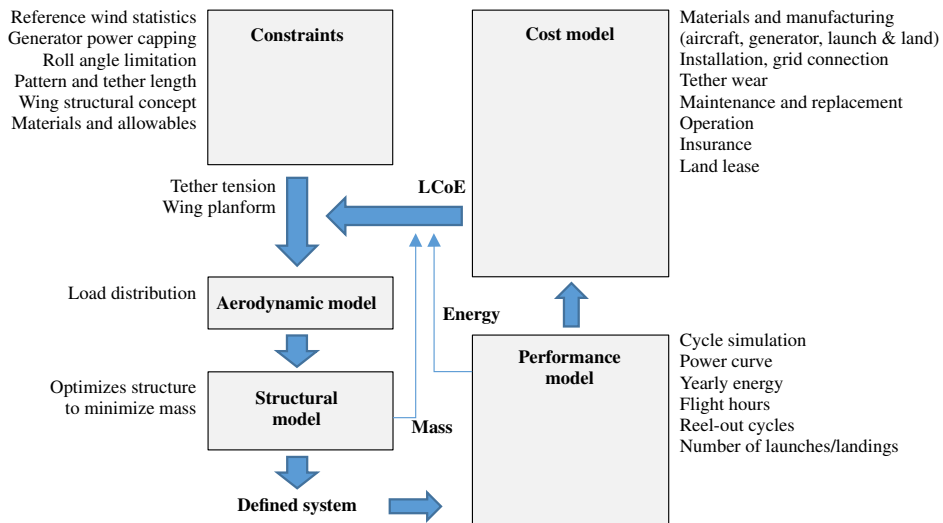 Reference wind statistics
Generator power capping
Roll angle limitation
Pattern and tether length
Wing structural concept
Materials and allowables
Constraints
Cost model
Materials and manufacturing
(aircraft, generator, launch & land)
Installation, grid connection
Tether wear
Maintenance and replacement
Operation
Insurance
Land lease
Tether tension
Wing planform
LCoE
Load distribution
Aerodynamic model
Energy
Optimizes structure
to minimize mass
Structural
model
Mass
Performance
model
Cycle simulation
Power curve
Yearly energy
Flight hours
Reel-out cycles
Number of launches/landings
Defined system